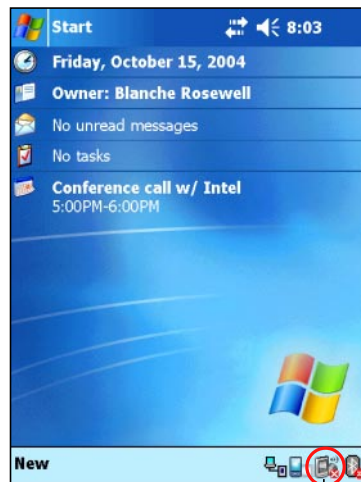 Start 8:03
Friday, October 15, 2004
Owner: Blanche Rosewell
No unread messages
No tasks
Conference call w/ Intel
5:00PM-6:00PM
New